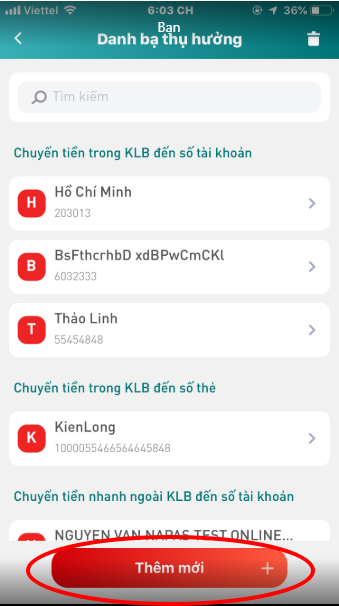 Viettel 6:03 CH 36%
Bạn
Danh bạ thụ hưởng
Tìm kiếm
Chuyển tiền trong KLB đến số tài khoản
H Hồ Chí Minh
203013
B BsFthcrhbD xdBPwCmCKl
6032333
T Thảo Linh
55454848
Chuyển tiền trong KLB đến số thẻ
K KienLong
1000055466564645848
Chuyển tiền nhanh ngoài KLB đến số tài khoản
NGUYEN VAN NAPAS TEST ONLINE...
Thêm mới +